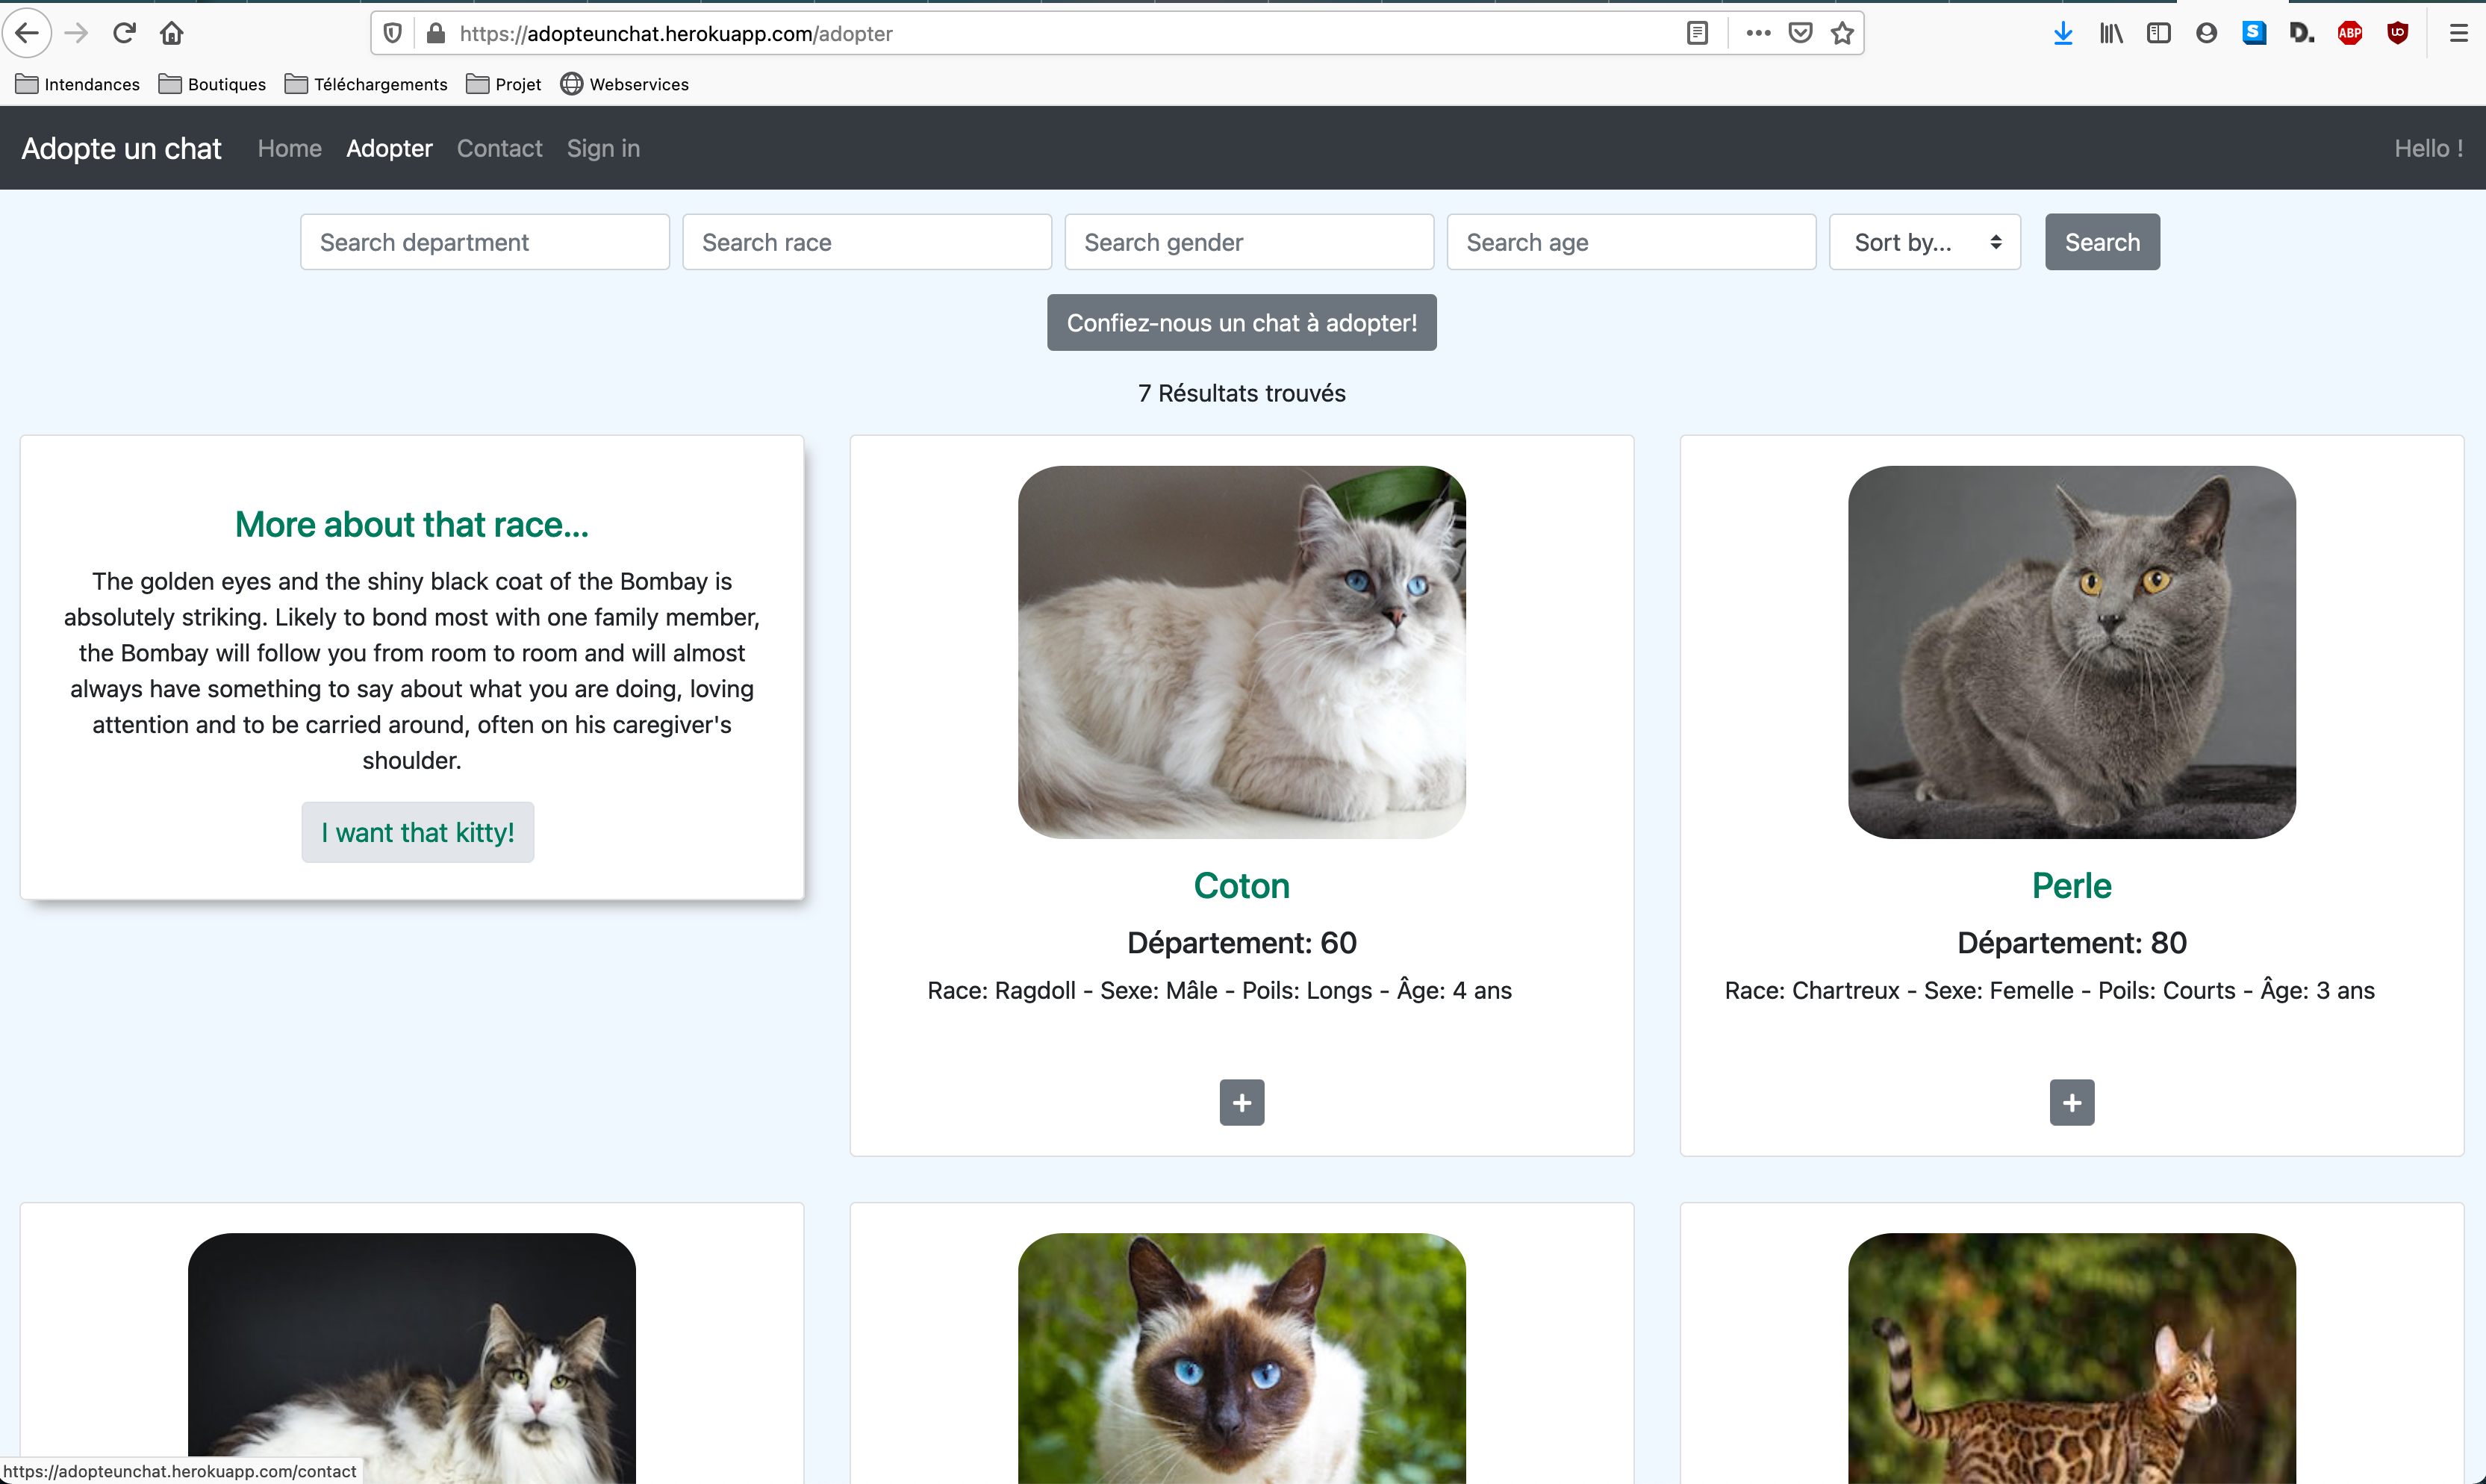 https://adopteunchat.herokuapp.com/adopter
S D. ABP
Intendances Boutiques Téléchargements Projet Webservices
Adopte un chat Home Adopter Contact Sign in Hello !
Search department Search race Search gender Search age Sort by... Search
Confiez-nous un chat à adopter!
7 Résultats trouvés
More about that race...
The golden eyes and the shiny black coat of the Bombay is
absolutely striking. Likely to bond most with one family member,
the Bombay will follow you from room to room and will almost
always have something to say about what you are doing, loving
attention and to be carried around, often on his caregiver's
shoulder.
I want that kitty!
Coton
Département: 60
Race: Ragdoll - Sexe: Mâle - Poils: Longs - Âge: 4 ans
+
Perle
Département: 80
Race: Chartreux - Sexe: Femelle - Poils: Courts - Âge: 3 ans
+
https://adopteunchat.herokuapp.com/contact